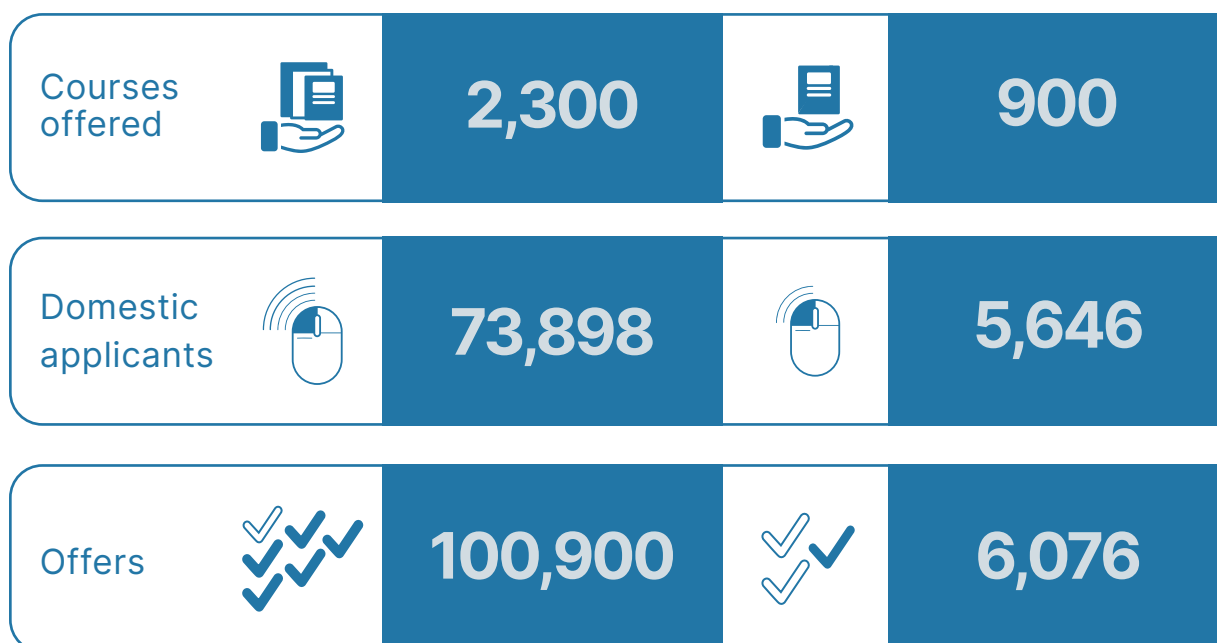 Courses
offered
2,300
900
Domestic
applicants
73,898
5,646
Offers
100,900
6,076